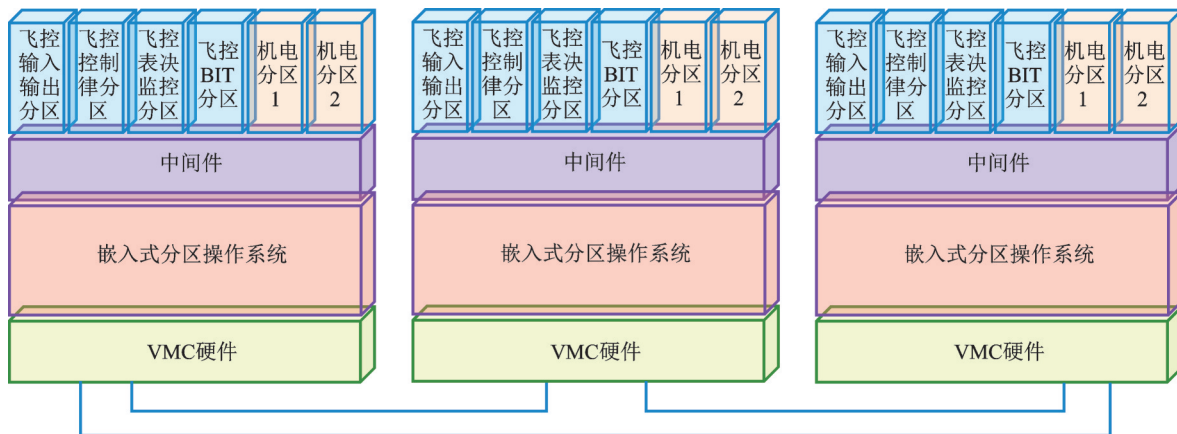 飞控
输入
输出
分区
飞控
控制
律分
区
飞控
表决
监控
分区
飞控
BIT
分区
机电
分区
1
机电
分区
2
中间件
嵌入式分区操作系统
VMC硬件
飞控
输入
输出
分区
飞控
控制
律分
区
飞控
表决
监控
分区
飞控
BIT
分区
机电
分区
1
机电
分区
2
中间件
嵌入式分区操作系统
VMC硬件
飞控
输入
输出
分区
飞控
控制
律分
区
飞控
表决
监控
分区
飞控
BIT
分区
机电
分区
1
机电
分区
2
中间件
嵌入式分区操作系统
VMC硬件